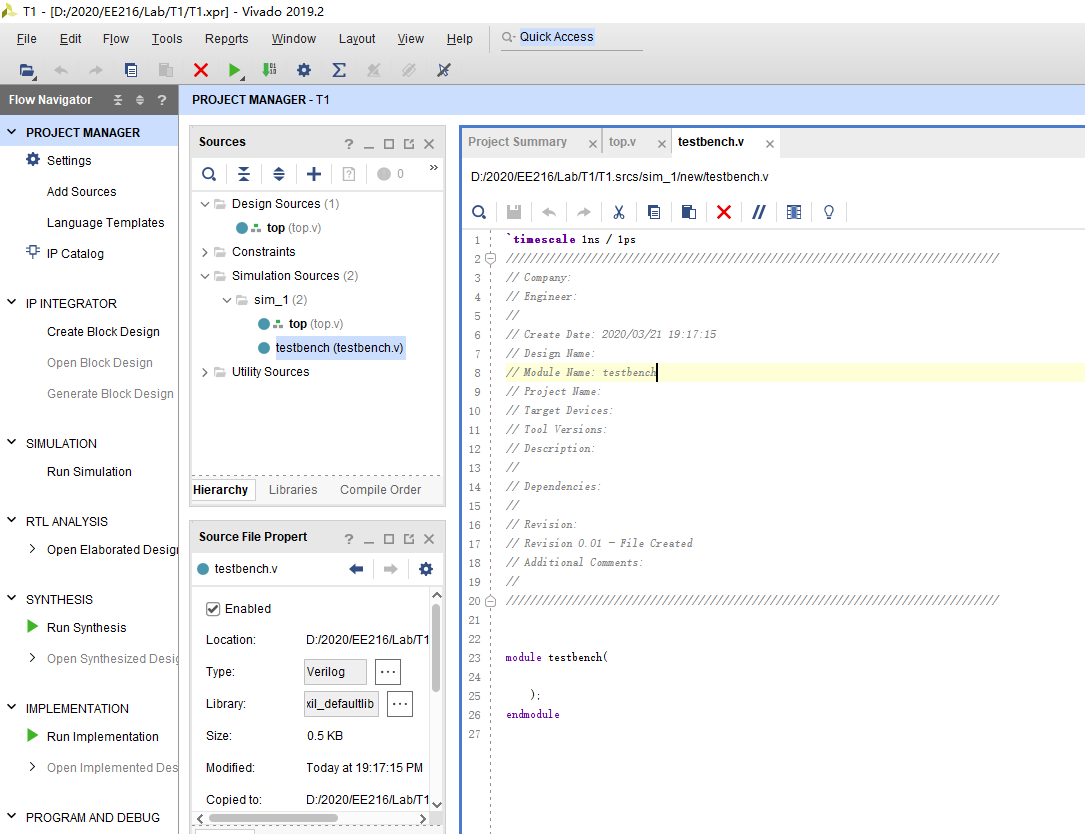 T1 - [D:/2020/EE216/Lab/T1/T1.xpr] - Vivado 2019.2
File Edit Flow Tools Reports Window Layout View Help Quick Access
Flow Navigator
PROJECT MANAGER
Settings
Add Sources
Language Templates
IP Catalog
IP INTEGRATOR
Create Block Design
Open Block Design
Generate Block Design
SIMULATION
Run Simulation
RTL ANALYSIS
Open Elaborated Design
SYNTHESIS
Run Synthesis
Open Synthesized Desig
IMPLEMENTATION
Run Implementation
Open Implemented Des
PROGRAM AND DEBUG
PROJECT MANAGER - T1
Sources
0
Design Sources (1)
top (top.v)
Constraints
Simulation Sources (2)
sim_1 (2)
top (top.v)
testbench (testbench.v)
Utility Sources
Hierarchy Libraries Compile Order
Source File Propert
testbench.v
Enabled
Location: D:/2020/EE216/Lab/T1
Type: Verilog
Library: xil_defaultlib
Size: 0.5 KB
Modified: Today at 19:17:15 PM
Copied to: D:/2020/EE216/Lab/T1
Project Summary top.v testbench.v
D:/2020/EE216/Lab/T1/T1.srcs/sim_1/new/testbench.v
1 `timescale 1ns / 1ps
2 //////////////////////////////////////////////////////////////////////////////////
3 // Company:
4 // Engineer:
5 //
6 // Create Date: 2020/03/21 19:17:15
7 // Design Name:
8 // Module Name: testbench
9 // Project Name:
10 // Target Devices:
11 // Tool Versions:
12 // Description:
13 //
14 // Dependencies:
15 //
16 // Revision:
17 // Revision 0.01 - File Created
18 // Additional Comments:
19 //
20 //////////////////////////////////////////////////////////////////////////////////
21
22
23 module testbench(
24
25 );
26 endmodule
27